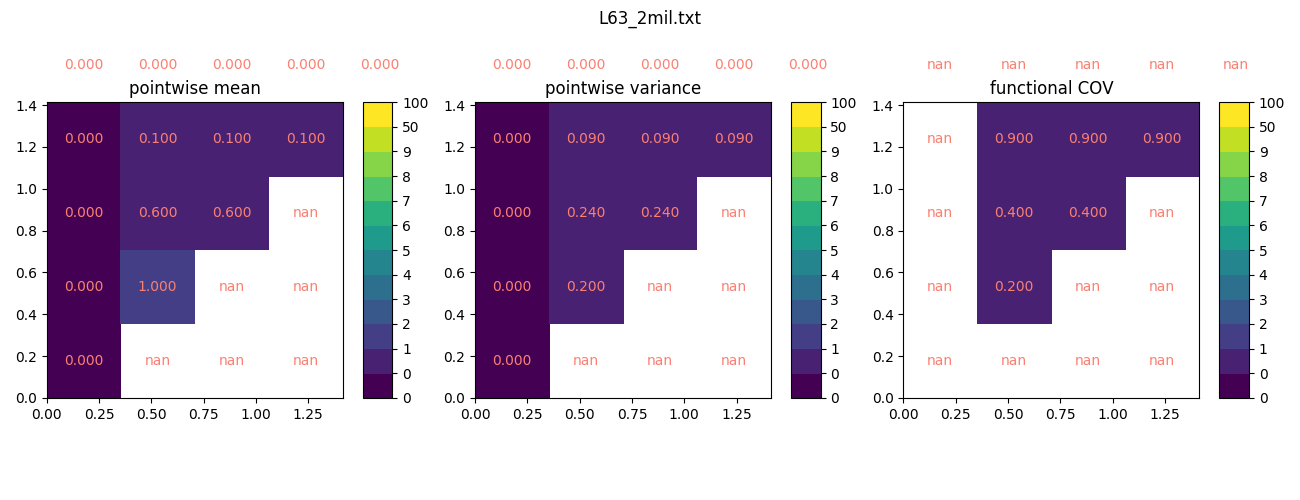 L63_2mil.txt
0.000 0.000 0.000 0.000 0.000 0.000 0.000 0.000 0.000 0.000 nan nan nan nan nan
pointwise mean pointwise variance functional COV
1.4 100 1.4 100 1.4 100
50 50 50
1.2 0.000 0.100 0.100 0.100 9 1.2 0.000 0.090 0.090 0.090 9 1.2 nan 0.900 0.900 0.900 9
8 8 8
1.0 7 1.0 7 1.0 7
0.8 0.000 0.600 0.600 nan 6 0.8 0.000 0.240 0.240 nan 6 0.8 nan 0.400 0.400 nan 6
5 5 5
0.6 4 0.6 4 0.6 4
0.000 1.000 nan nan 3 0.000 0.200 nan nan 3 nan 0.200 nan nan 3
0.4 2 0.4 2 0.4 2
0.2 0.000 nan nan nan 1 0.2 0.000 nan nan nan 1 0.2 nan nan nan nan 1
0 0 0
0.0 0 0.0 0 0.0 0
0.00 0.25 0.50 0.75 1.00 1.25 0.00 0.25 0.50 0.75 1.00 1.25 0.00 0.25 0.50 0.75 1.00 1.25